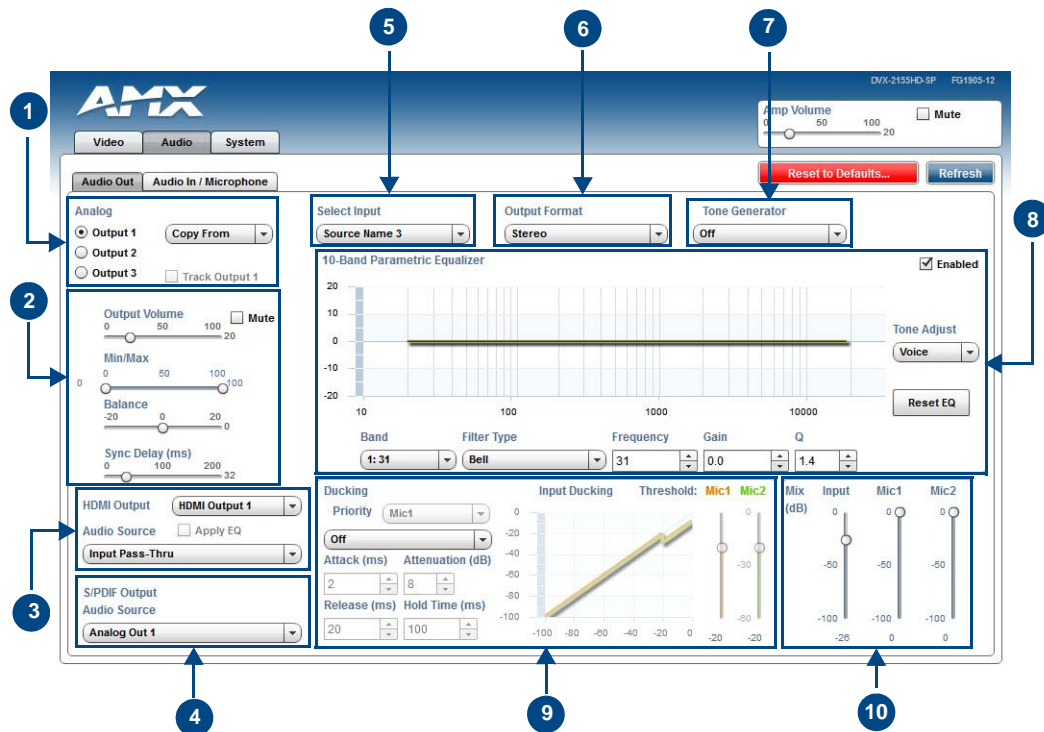 5
6
7
DVX-2155HD-SP FG1905-12
AMX
Amp Volume
0 50 100
20
Mute
1
Video Audio System
Reset to Defaults... Refresh
Audio Out Audio In / Microphone
Analog
Output 1
Copy From
Output 2
Output 3
Track Output 1
Select Input
Source Name 3
Output Format
Stereo
Tone Generator
Off
8
10-Band Parametric Equalizer
Enabled
20
10
0
-10
-20
10 100 1000 10000
Tone Adjust
Voice
Reset EQ
Band Filter Type Frequency Gain Q
1: 31 Bell 31 0.0 1.4
2
Output Volume
0 50 100
20
Mute
Min/Max
0 50 100
0 100
Balance
-20 0 20
0
Sync Delay (ms)
0 100 200
32
HDMI Output HDMI Output 1
Audio Source Apply EQ
Input Pass-Thru
3
S/PDIF Output
Audio Source
Analog Out 1
Ducking
Priority Mic1
Off
Attack (ms) Attenuation (dB)
2 8
Release (ms) Hold Time (ms)
20 100
Input Ducking Threshold: Mic1 Mic2
0
-20
-40
-60
-80
-100
-100 -80 -60 -40 -20 0
0
-30
-60
-20 -20
Mix (dB)
Input Mic1 Mic2
0 0 0
-50 -50 -50
-100 -100 -100
-26 0 0
4
9
10